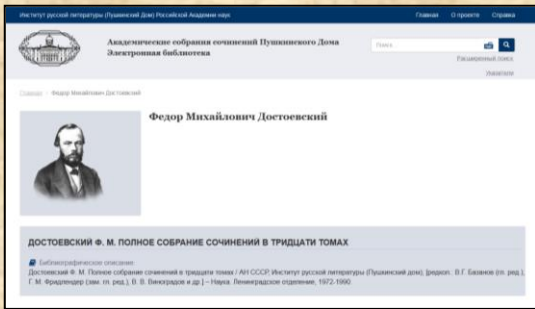 Институт русской литературы (Пушкинский Дом) Российской Академии наук
Главная О проекте Справка
Академические собрания сочинений Пушкинского Дома
Электронная библиотека
Поиск
Расширенный поиск
Указатели
Главная Федор Михайлович Достоевский
Федор Михайлович Достоевский
ДОСТОЕВСКИЙ Ф. М. ПОЛНОЕ СОБРАНИЕ СОЧИНЕНИЙ В ТРИДЦАТИ ТОМАХ
Библиографическое описание
Достоевский Ф. М. Полное собрание сочинений в тридцати томах / АН СССР, Институт русской литературы (Пушкинский дом); [редкол.: В.Г. Базанов (гл. ред.),
Г. М. Фридлендер (зам. гл. ред.), В. В. Виноградов и др.] – Наука. Ленинградское отделение, 1972-1990.